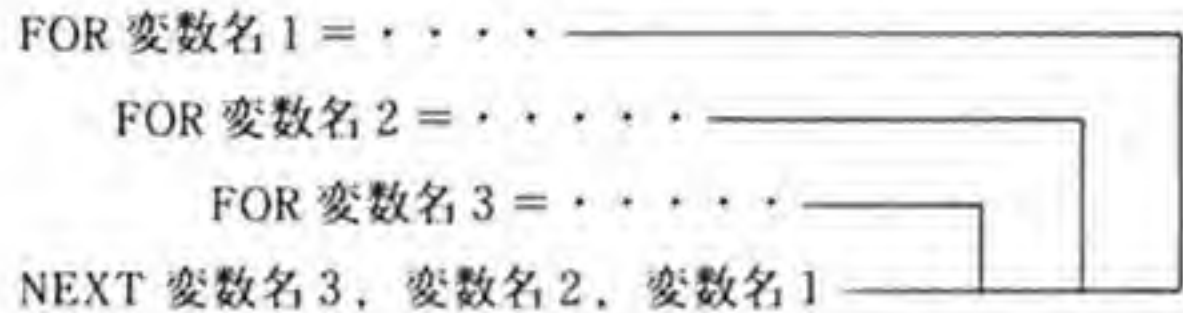 FOR 変数名 1 = ・・・・
FOR 変数名 2 = ・・・・・
FOR 変数名 3 = ・・・・・
NEXT 変数名 3, 変数名 2, 変数名 1